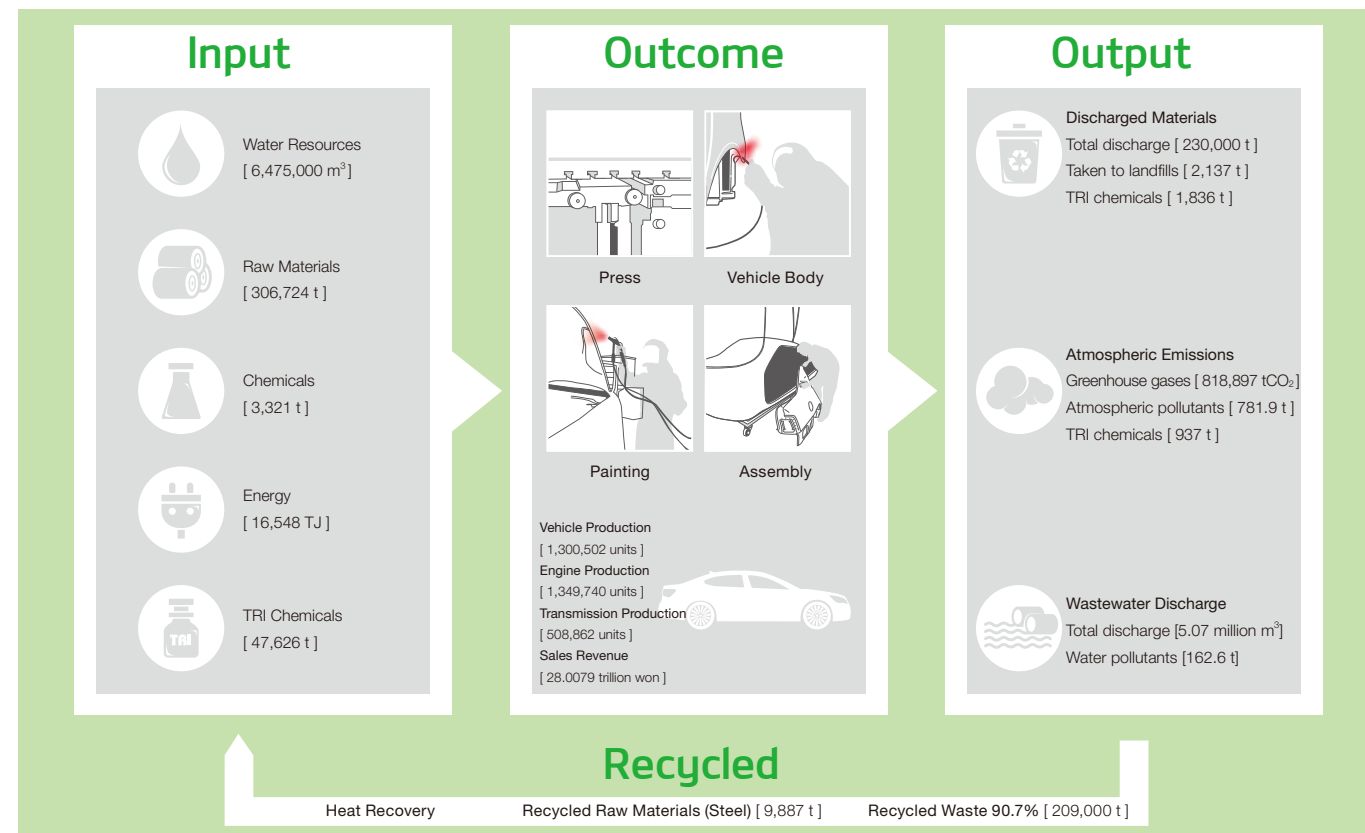 Input
Water Resources
[ 6,475,000 m³ ]
Raw Materials
[ 306,724 t ]
Chemicals
[ 3,321 t ]
Energy
[ 16,548 TJ ]
TRI
TRI Chemicals
[ 47,626 t ]
Outcome
Press
Vehicle Body
Painting
Assembly
Vehicle Production
[ 1,300,502 units ]
Engine Production
[ 1,349,740 units ]
Transmission Production
[ 508,862 units ]
Sales Revenue
[ 28.0079 trillion won ]
Output
Discharged Materials
Total discharge [ 230,000 t ]
Taken to landfills [ 2,137 t ]
TRI chemicals [ 1,836 t ]
Atmospheric Emissions
Greenhouse gases [ 818,897 tCO₂ ]
Atmospheric pollutants [ 781.9 t ]
TRI chemicals [ 937 t ]
Wastewater Discharge
Total discharge [5.07 million m³]
Water pollutants [162.6 t]
Recycled
Heat Recovery
Recycled Raw Materials (Steel) [ 9,887 t ]
Recycled Waste 90.7% [ 209,000 t ]